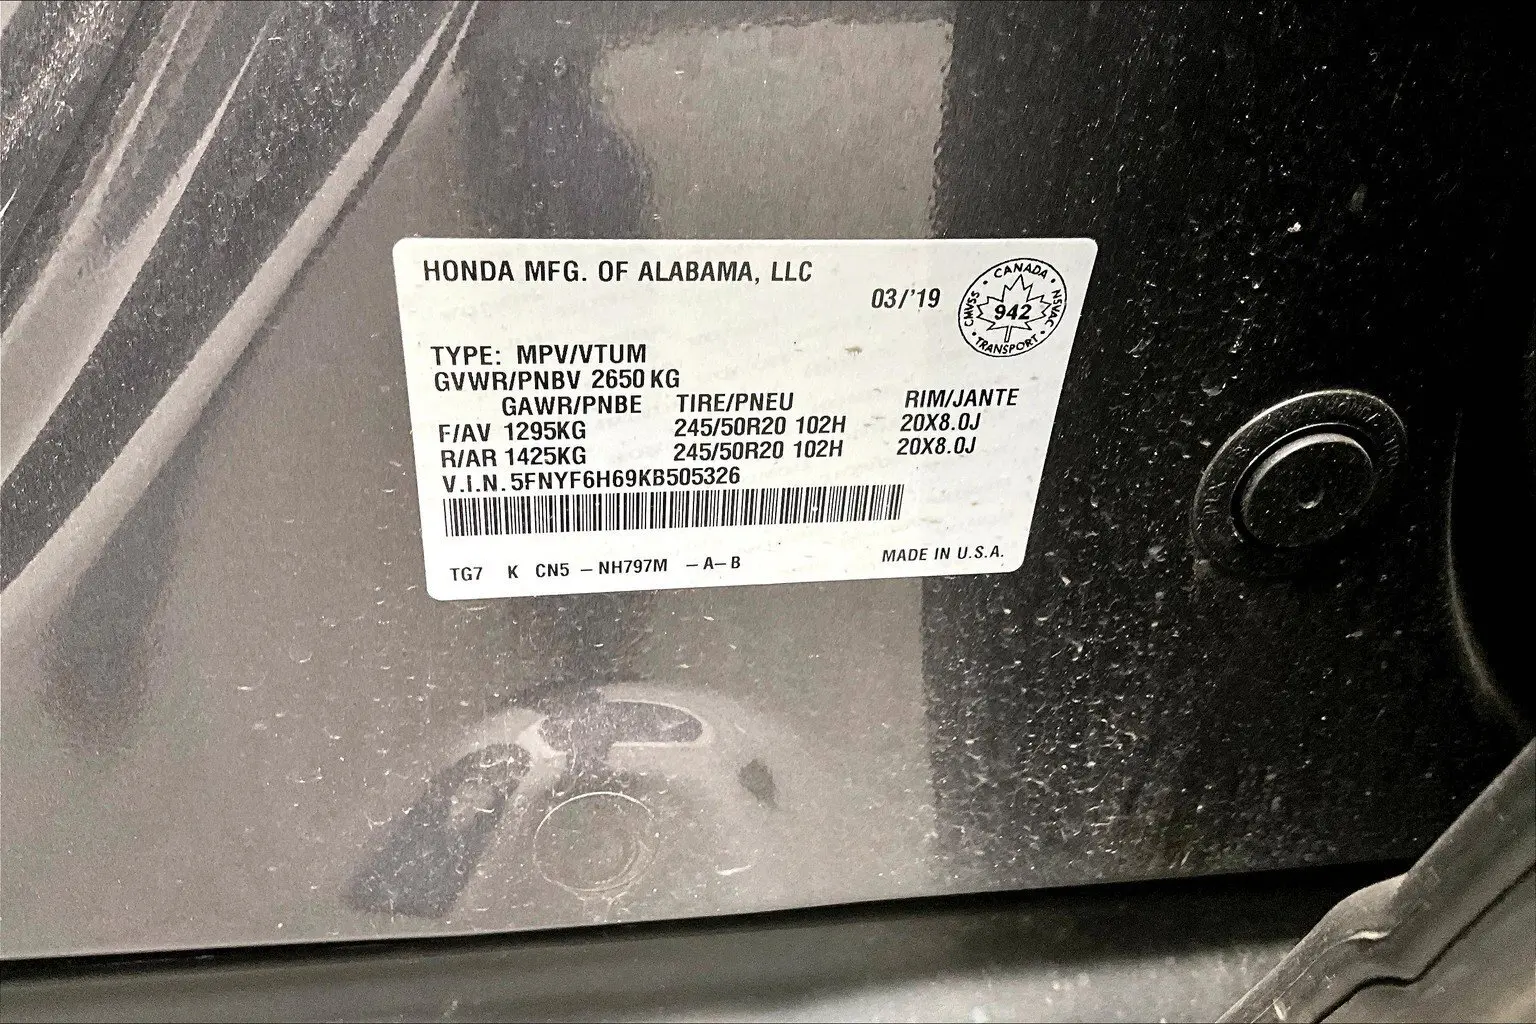 HONDA MFG. OF ALABAMA, LLC
03/'19
CANADA
CMVSS 942 NSVAC
TRANSPORT
TYPE: MPV/VTUM
GVWR/PNBV 2650 KG
GAWR/PNBE TIRE/PNEU RIM/JANTE
F/AV 1295KG 245/50R20 102H 20X8.0J
R/AR 1425KG 245/50R20 102H 20X8.0J
V.I.N. 5FNYF6H69KB505326
TG7 K CN5 – NH797M – A – B MADE IN U.S.A.